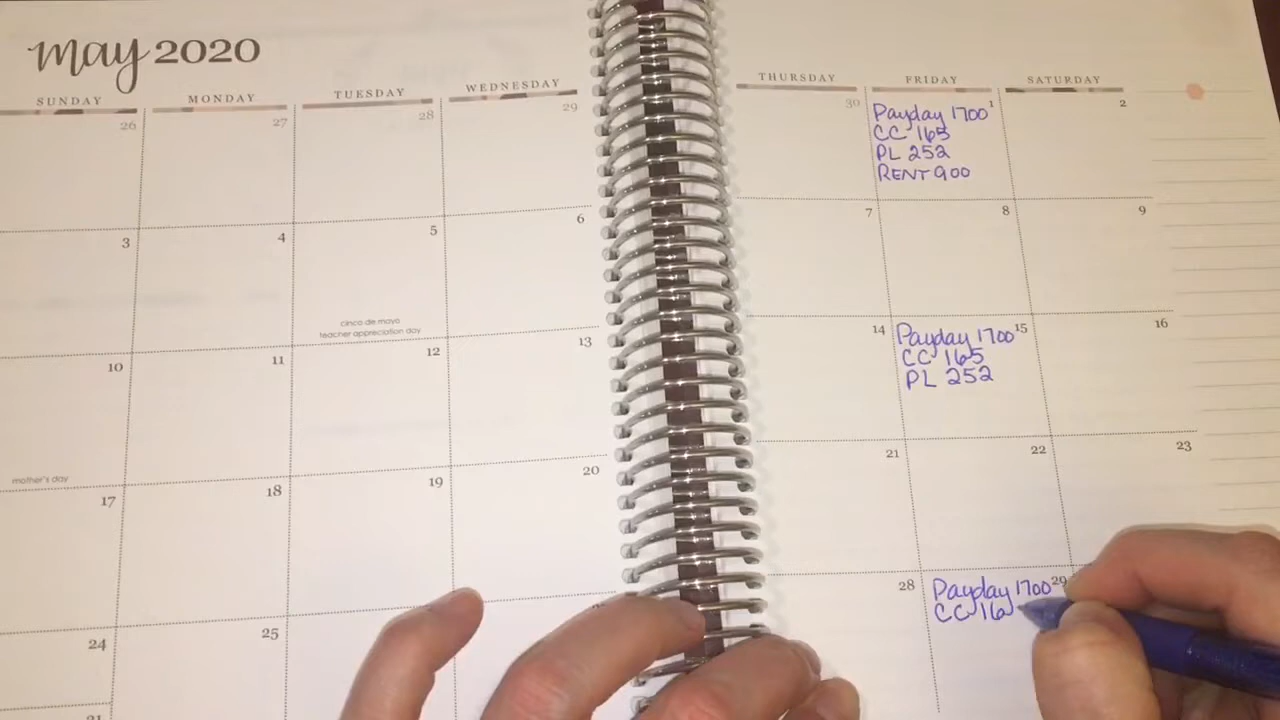 may 2020
SUNDAY MONDAY TUESDAY WEDNESDAY THURSDAY FRIDAY SATURDAY
26 27 28 29 30 1 2
Payday 1700
CC 165
PL 252
RENT 900
3 4 5 6 7 8 9
cinco de mayo
teacher appreciation day
10 11 12 13 14 15 16
Payday 1700
CC 165
PL 252
mother's day
17 18 19 20 21 22 23
24 25 28 29
Payday 1700
CC 16
31